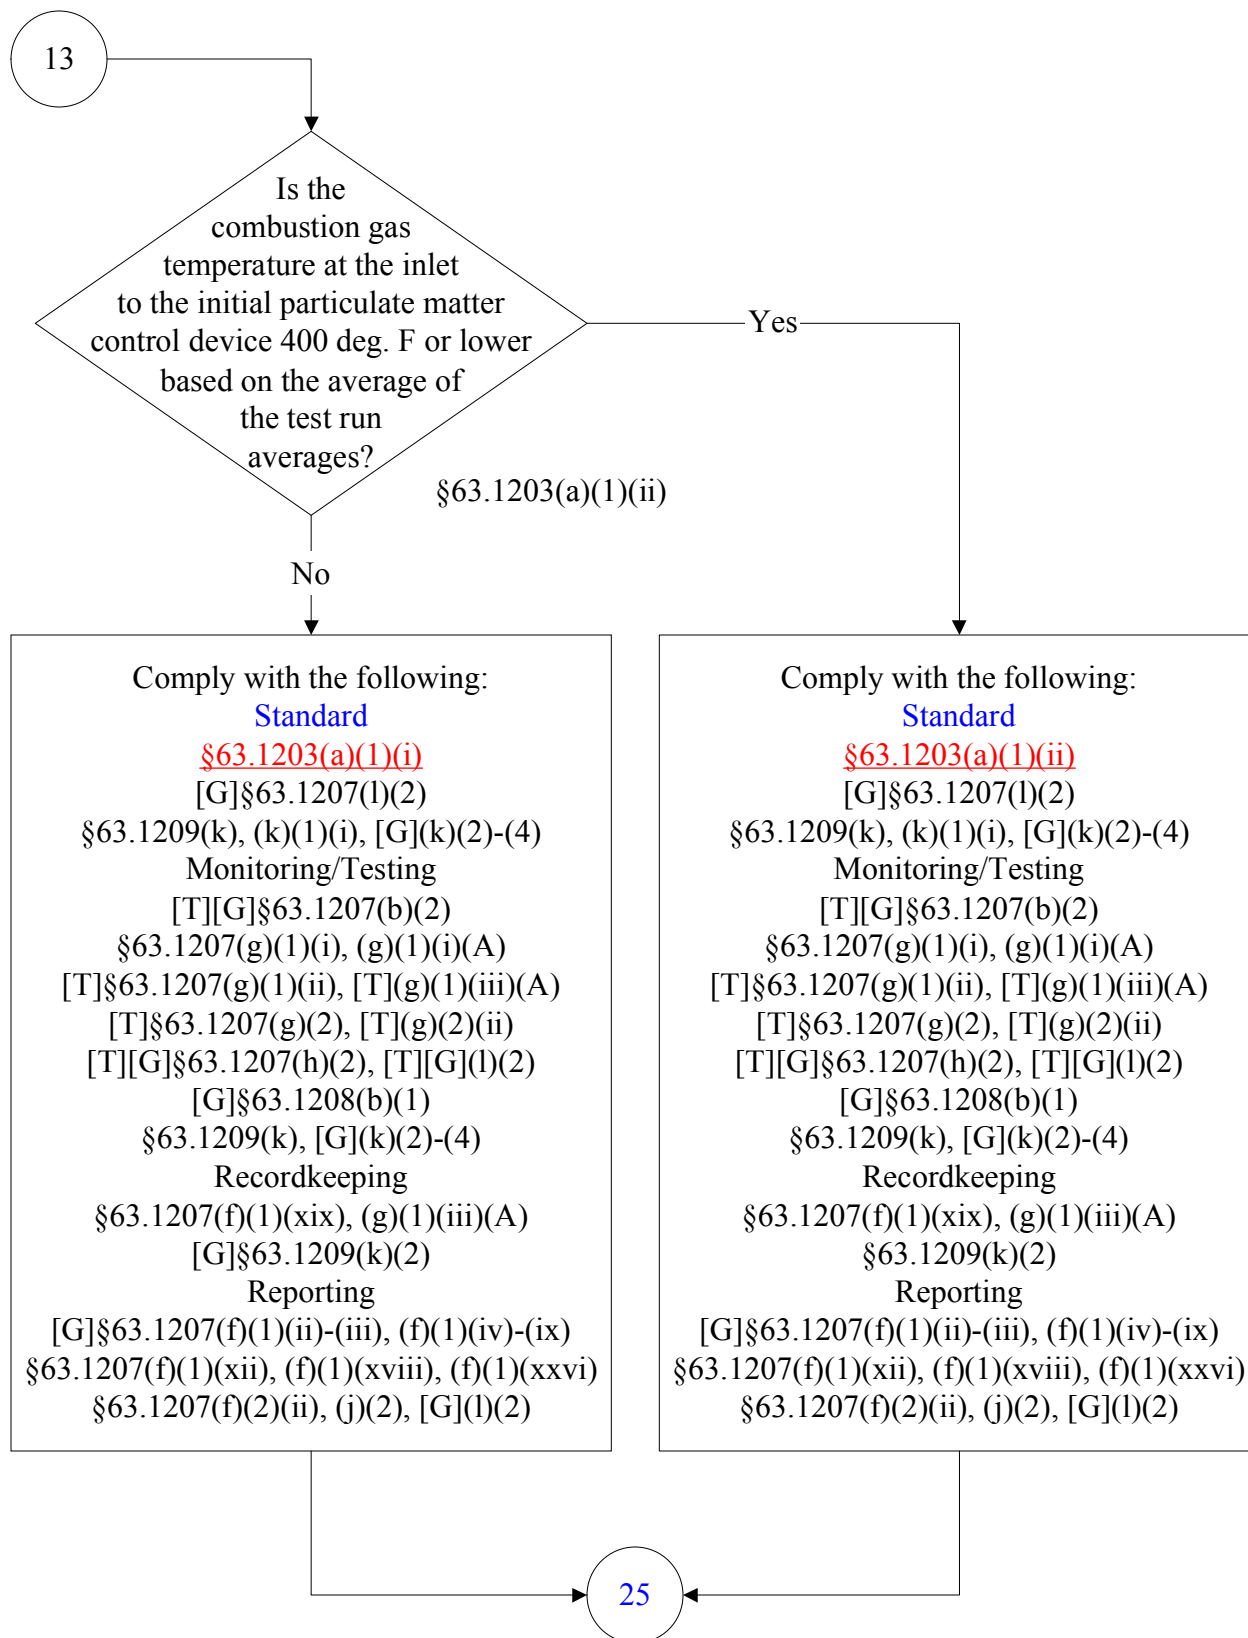 13
Is the
combustion gas
temperature at the inlet
to the initial particulate matter
control device 400 deg. F or lower
based on the average of
the test run
averages?
Yes
§63.1203(a)(1)(ii)
No
Comply with the following:
Standard
§63.1203(a)(1)(i)
[G]§63.1207(l)(2)
§63.1209(k), (k)(1)(i), [G](k)(2)-(4)
Monitoring/Testing
[T][G]§63.1207(b)(2)
§63.1207(g)(1)(i), (g)(1)(i)(A)
[T]§63.1207(g)(1)(ii), [T](g)(1)(iii)(A)
[T]§63.1207(g)(2), [T](g)(2)(ii)
[T][G]§63.1207(h)(2), [T][G](l)(2)
[G]§63.1208(b)(1)
§63.1209(k), [G](k)(2)-(4)
Recordkeeping
§63.1207(f)(1)(xix), (g)(1)(iii)(A)
[G]§63.1209(k)(2)
Reporting
[G]§63.1207(f)(1)(ii)-(iii), (f)(1)(iv)-(ix)
§63.1207(f)(1)(xii), (f)(1)(xviii), (f)(1)(xxvi)
§63.1207(f)(2)(ii), (j)(2), [G](l)(2)
Comply with the following:
Standard
§63.1203(a)(1)(ii)
[G]§63.1207(l)(2)
§63.1209(k), (k)(1)(i), [G](k)(2)-(4)
Monitoring/Testing
[T][G]§63.1207(b)(2)
§63.1207(g)(1)(i), (g)(1)(i)(A)
[T]§63.1207(g)(1)(ii), [T](g)(1)(iii)(A)
[T]§63.1207(g)(2), [T](g)(2)(ii)
[T][G]§63.1207(h)(2), [T][G](l)(2)
[G]§63.1208(b)(1)
§63.1209(k), [G](k)(2)-(4)
Recordkeeping
§63.1207(f)(1)(xix), (g)(1)(iii)(A)
§63.1209(k)(2)
Reporting
[G]§63.1207(f)(1)(ii)-(iii), (f)(1)(iv)-(ix)
§63.1207(f)(1)(xii), (f)(1)(xviii), (f)(1)(xxvi)
§63.1207(f)(2)(ii), (j)(2), [G](l)(2)
25